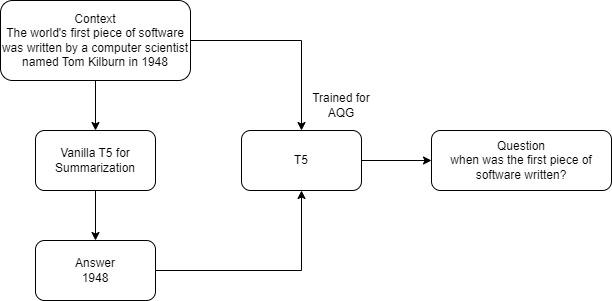 Context
The world's first piece of software
was written by a computer scientist
named Tom Kilburn in 1948
Trained for
AQG
Vanilla T5 for
Summarization
T5
Question
when was the first piece of
software written?
Answer
1948